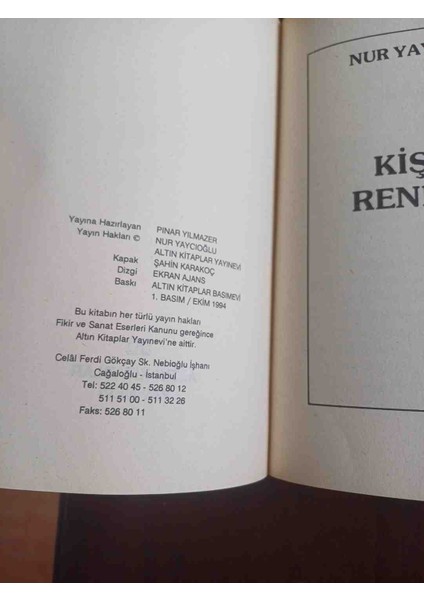 Yayına Hazırlayan PINAR YILMAZER
Yayın Hakları © NUR YAYCIOĞLU
ALTIN KİTAPLAR YAYINEVİ
Kapak ŞAHİN KARAKOÇ
Dizgi EKRAN AJANS
Baskı ALTIN KİTAPLAR BASIMEVİ
1. BASIM / EKİM 1994
Bu kitabın her türlü yayın hakları
Fikir ve Sanat Eserleri Kanunu gereğince
Altın Kitaplar Yayınevi'ne aittir.
Celâl Ferdi Gökçay Sk. Nebioğlu İşhanı
Cağaloğlu - İstanbul
Tel: 522 40 45 - 526 80 12
511 51 00 - 511 32 26
Faks: 526 80 11
NUR YAY
KİŞ
REN